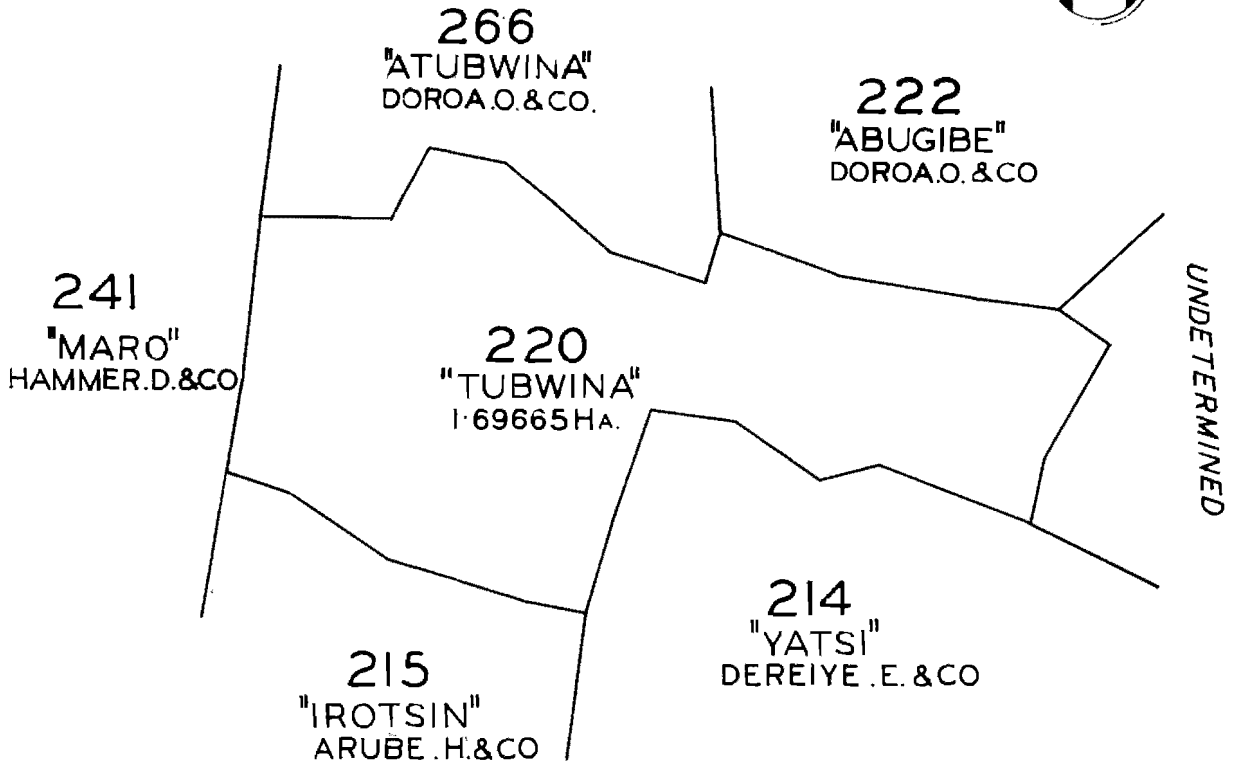 266
"ATUBWINA"
DOROA.O.&CO.
222
"ABUGIBE"
DOROA.O.&CO
241
"MARO"
HAMMER.D.&CO
220
"TUBWINA"
1·69665HA.
UNDETERMINED
214
"YATSI"
DEREIYE.E.&CO
215
"IROTSIN"
ARUBE.H.&CO